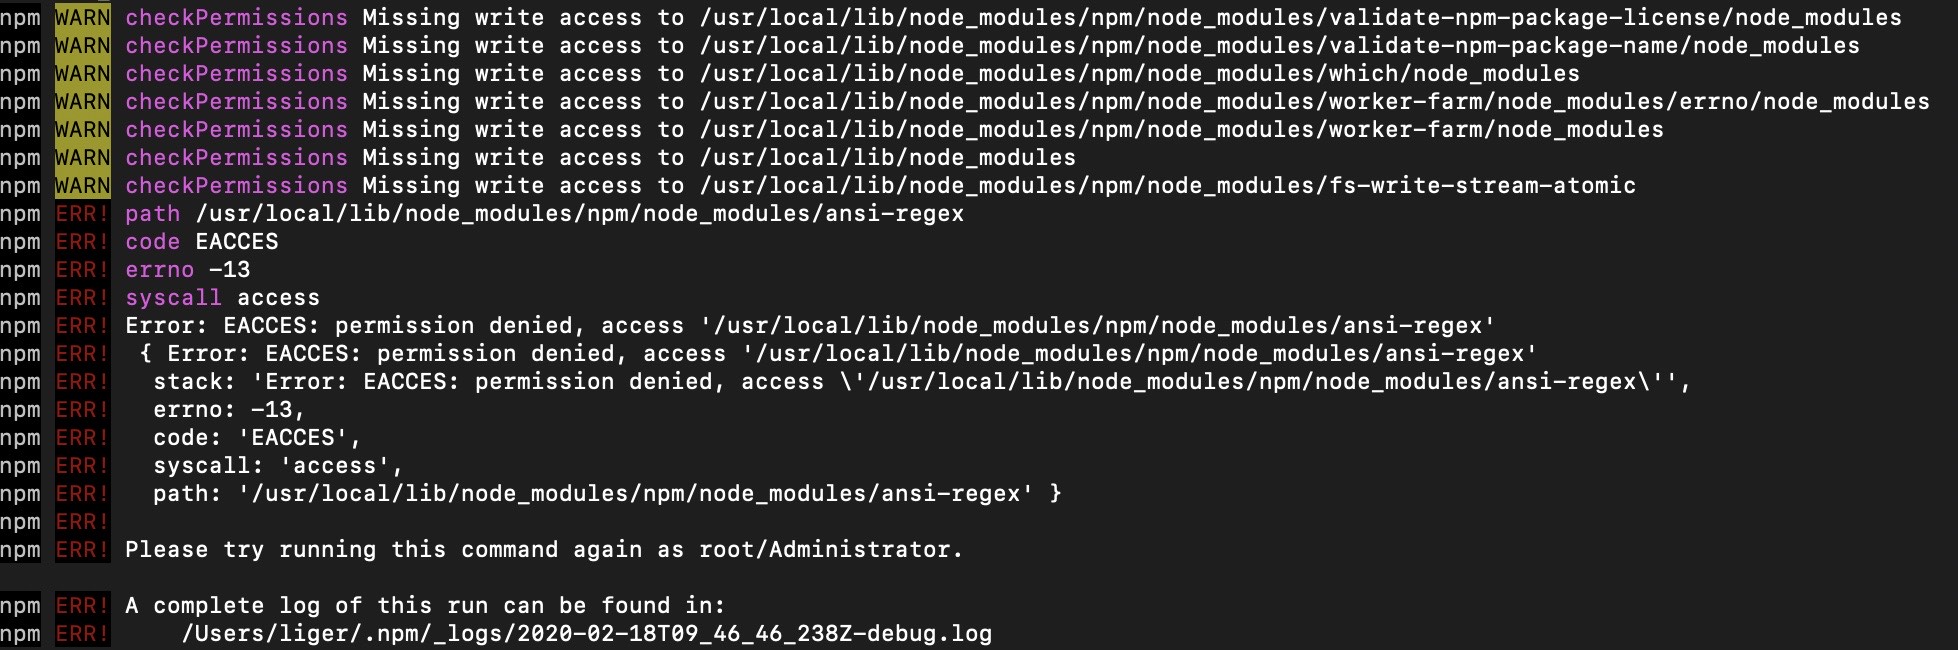 npm WARN checkPermissions Missing write access to /usr/local/lib/node_modules/npm/node_modules/validate-npm-package-license/node_modules
npm WARN checkPermissions Missing write access to /usr/local/lib/node_modules/npm/node_modules/validate-npm-package-name/node_modules
npm WARN checkPermissions Missing write access to /usr/local/lib/node_modules/npm/node_modules/which/node_modules
npm WARN checkPermissions Missing write access to /usr/local/lib/node_modules/npm/node_modules/worker-farm/node_modules/errno/node_modules
npm WARN checkPermissions Missing write access to /usr/local/lib/node_modules/npm/node_modules/worker-farm/node_modules
npm WARN checkPermissions Missing write access to /usr/local/lib/node_modules
npm WARN checkPermissions Missing write access to /usr/local/lib/node_modules/npm/node_modules/fs-write-stream-atomic
npm ERR! path /usr/local/lib/node_modules/npm/node_modules/ansi-regex
npm ERR! code EACCES
npm ERR! errno -13
npm ERR! syscall access
npm ERR! Error: EACCES: permission denied, access '/usr/local/lib/node_modules/npm/node_modules/ansi-regex'
npm ERR!  { Error: EACCES: permission denied, access '/usr/local/lib/node_modules/npm/node_modules/ansi-regex'
npm ERR!   stack: 'Error: EACCES: permission denied, access \'/usr/local/lib/node_modules/npm/node_modules/ansi-regex\'',
npm ERR!   errno: -13,
npm ERR!   code: 'EACCES',
npm ERR!   syscall: 'access',
npm ERR!   path: '/usr/local/lib/node_modules/npm/node_modules/ansi-regex' }
npm ERR!
npm ERR! Please try running this command again as root/Administrator.
npm ERR! A complete log of this run can be found in:
npm ERR!     /Users/liger/.npm/_logs/2020-02-18T09_46_46_238Z-debug.log